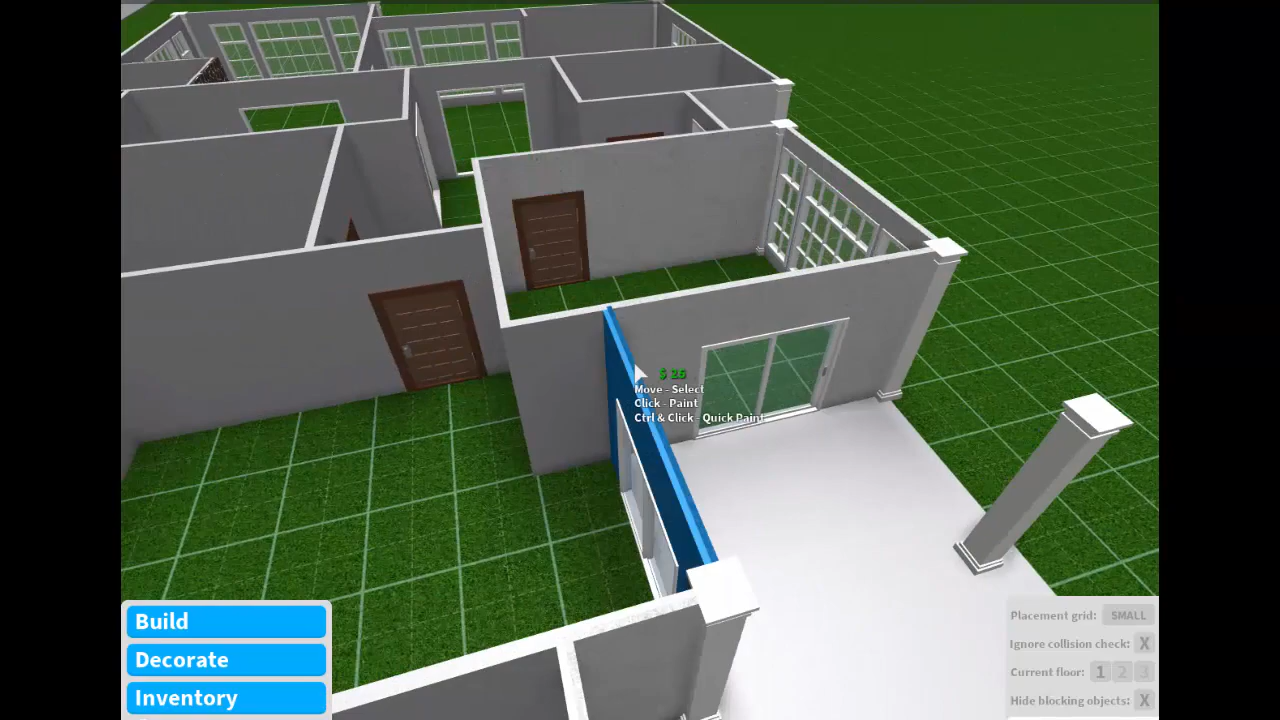 $ 26
Move - Select
Click - Paint
Ctrl & Click - Quick Paint
Build
Decorate
Inventory
Placement grid: SMALL
Ignore collision check: X
Current floor: 1 2 3
Hide blocking objects: X